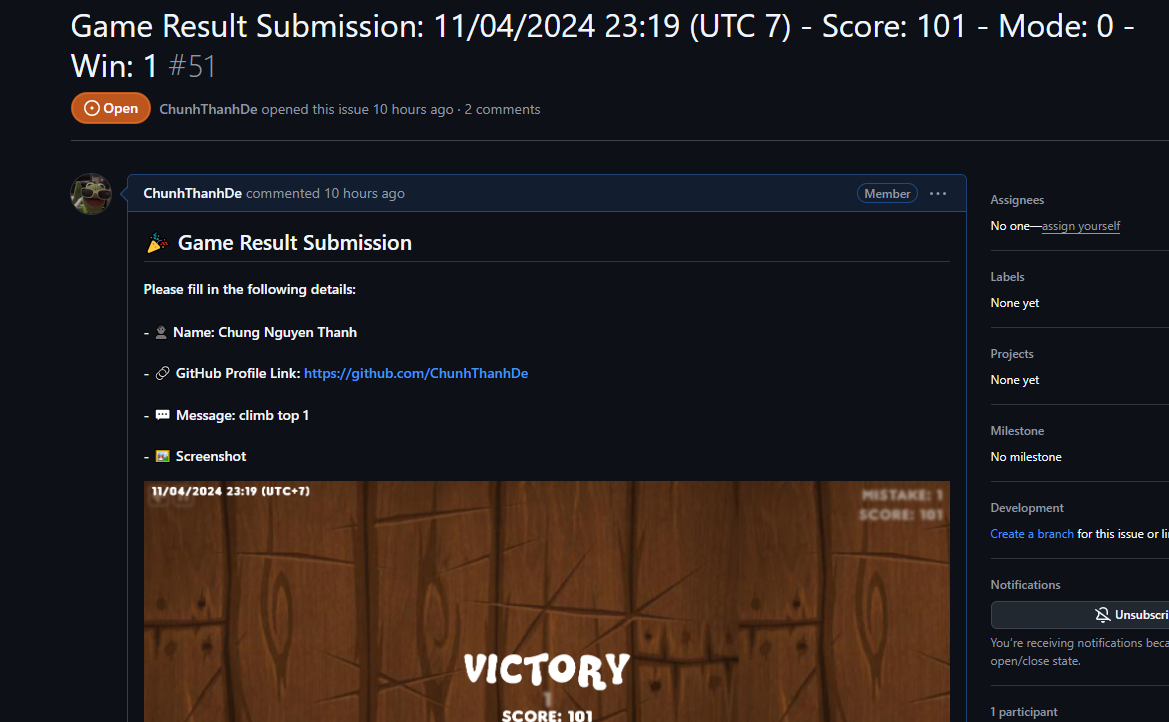 Game Result Submission: 11/04/2024 23:19 (UTC 7) - Score: 101 - Mode: 0 -
Win: 1 #51
Open
ChunhThanhDe opened this issue 10 hours ago · 2 comments
ChunhThanhDe commented 10 hours ago
Member
Game Result Submission
Please fill in the following details:
- Name: Chung Nguyen Thanh
- GitHub Profile Link: https://github.com/ChunhThanhDe
- Message: climb top 1
- Screenshot
11/04/2024 23:19 (UTC+7)
MISTAKE: 1
SCORE: 101
VICTORY
1
SCORE: 101
Assignees
No one—assign yourself
Labels
None yet
Projects
None yet
Milestone
No milestone
Development
Create a branch for this issue or li
Notifications
Unsubscri
You're receiving notifications beca
open/close state.
1 participant